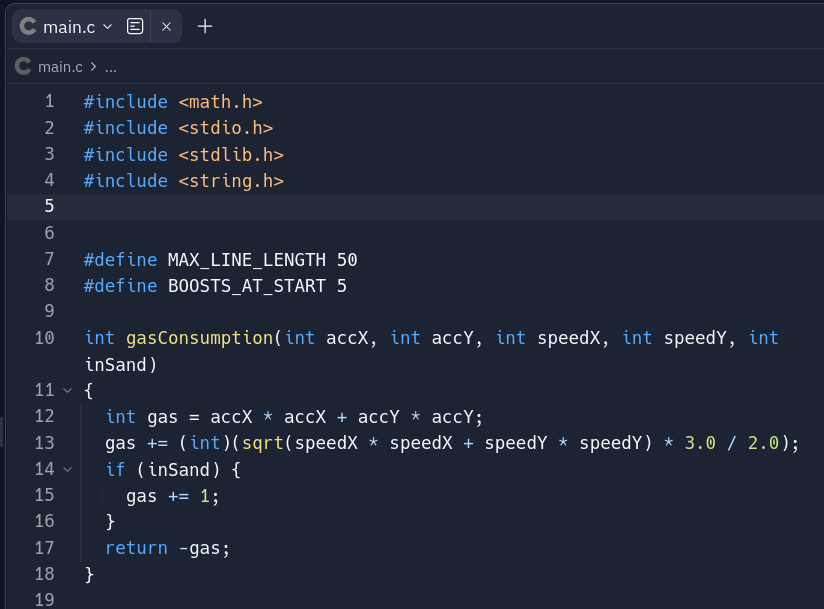 main.c
main.c > ...
1 #include <math.h>
2 #include <stdio.h>
3 #include <stdlib.h>
4 #include <string.h>
5
6
7 #define MAX_LINE_LENGTH 50
8 #define BOOSTS_AT_START 5
9
10 int gasConsumption(int accX, int accY, int speedX, int speedY, int
inSand)
11 {
12   int gas = accX * accX + accY * accY;
13   gas += (int)(sqrt(speedX * speedX + speedY * speedY) * 3.0 / 2.0);
14   if (inSand) {
15     gas += 1;
16   }
17   return -gas;
18 }
19